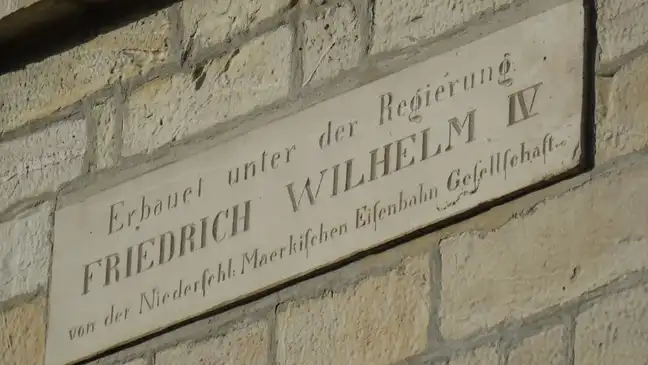 Erbauet unter der Regierung
FRIEDRICH WILHELM IV
von der Niederſchl: Maerkiſchen Eiſenbahn Geſellſchaft.